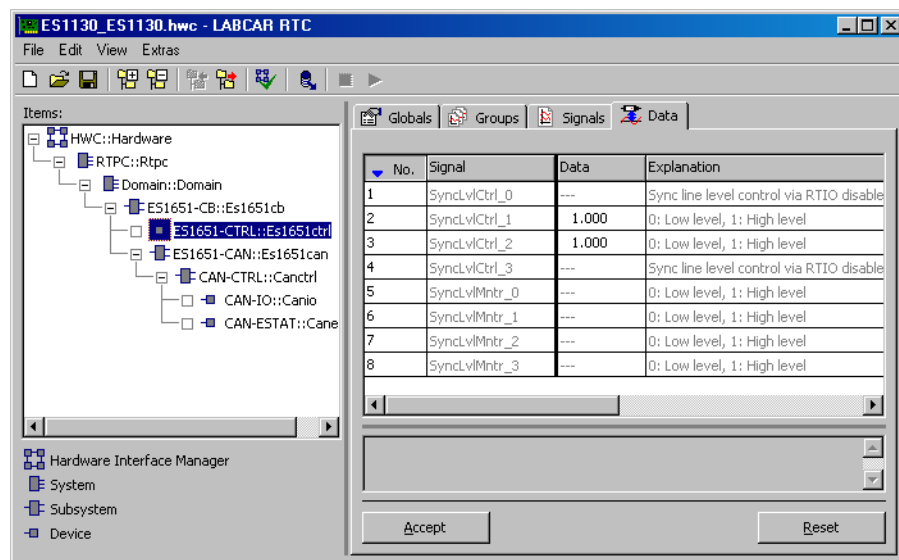 ES1130_ES1130.hwc - LABCAR RTC
File Edit View Extras
Items:
HWC::Hardware
RTPC::Rtpc
Domain::Domain
ES1651-CB::Es1651cb
ES1651-CTRL::Es1651ctrl
ES1651-CAN::Es1651can
CAN-CTRL::Canctrl
CAN-IO::Canio
CAN-ESTAT::Cane
Hardware Interface Manager
System
Subsystem
Device
Globals Groups Signals Data
No. Signal Data Explanation
1 SyncLvlCtrl_0 --- Sync line level control via RTIO disable
2 SyncLvlCtrl_1 1.000 0: Low level, 1: High level
3 SyncLvlCtrl_2 1.000 0: Low level, 1: High level
4 SyncLvlCtrl_3 --- Sync line level control via RTIO disable
5 SyncLvlMntr_0 --- 0: Low level, 1: High level
6 SyncLvlMntr_1 --- 0: Low level, 1: High level
7 SyncLvlMntr_2 --- 0: Low level, 1: High level
8 SyncLvlMntr_3 --- 0: Low level, 1: High level
Accept Reset